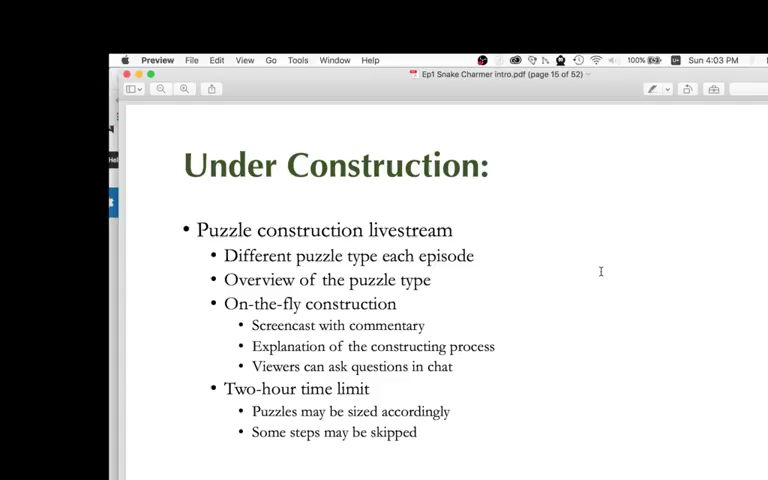 Preview File Edit View Go Tools Window Help 100% Sun 4:03 PM
Ep1 Snake Charmer intro.pdf (page 15 of 52)
Under Construction:
• Puzzle construction livestream
• Different puzzle type each episode
• Overview of the puzzle type
• On-the-fly construction
• Screencast with commentary
• Explanation of the constructing process
• Viewers can ask questions in chat
• Two-hour time limit
• Puzzles may be sized accordingly
• Some steps may be skipped